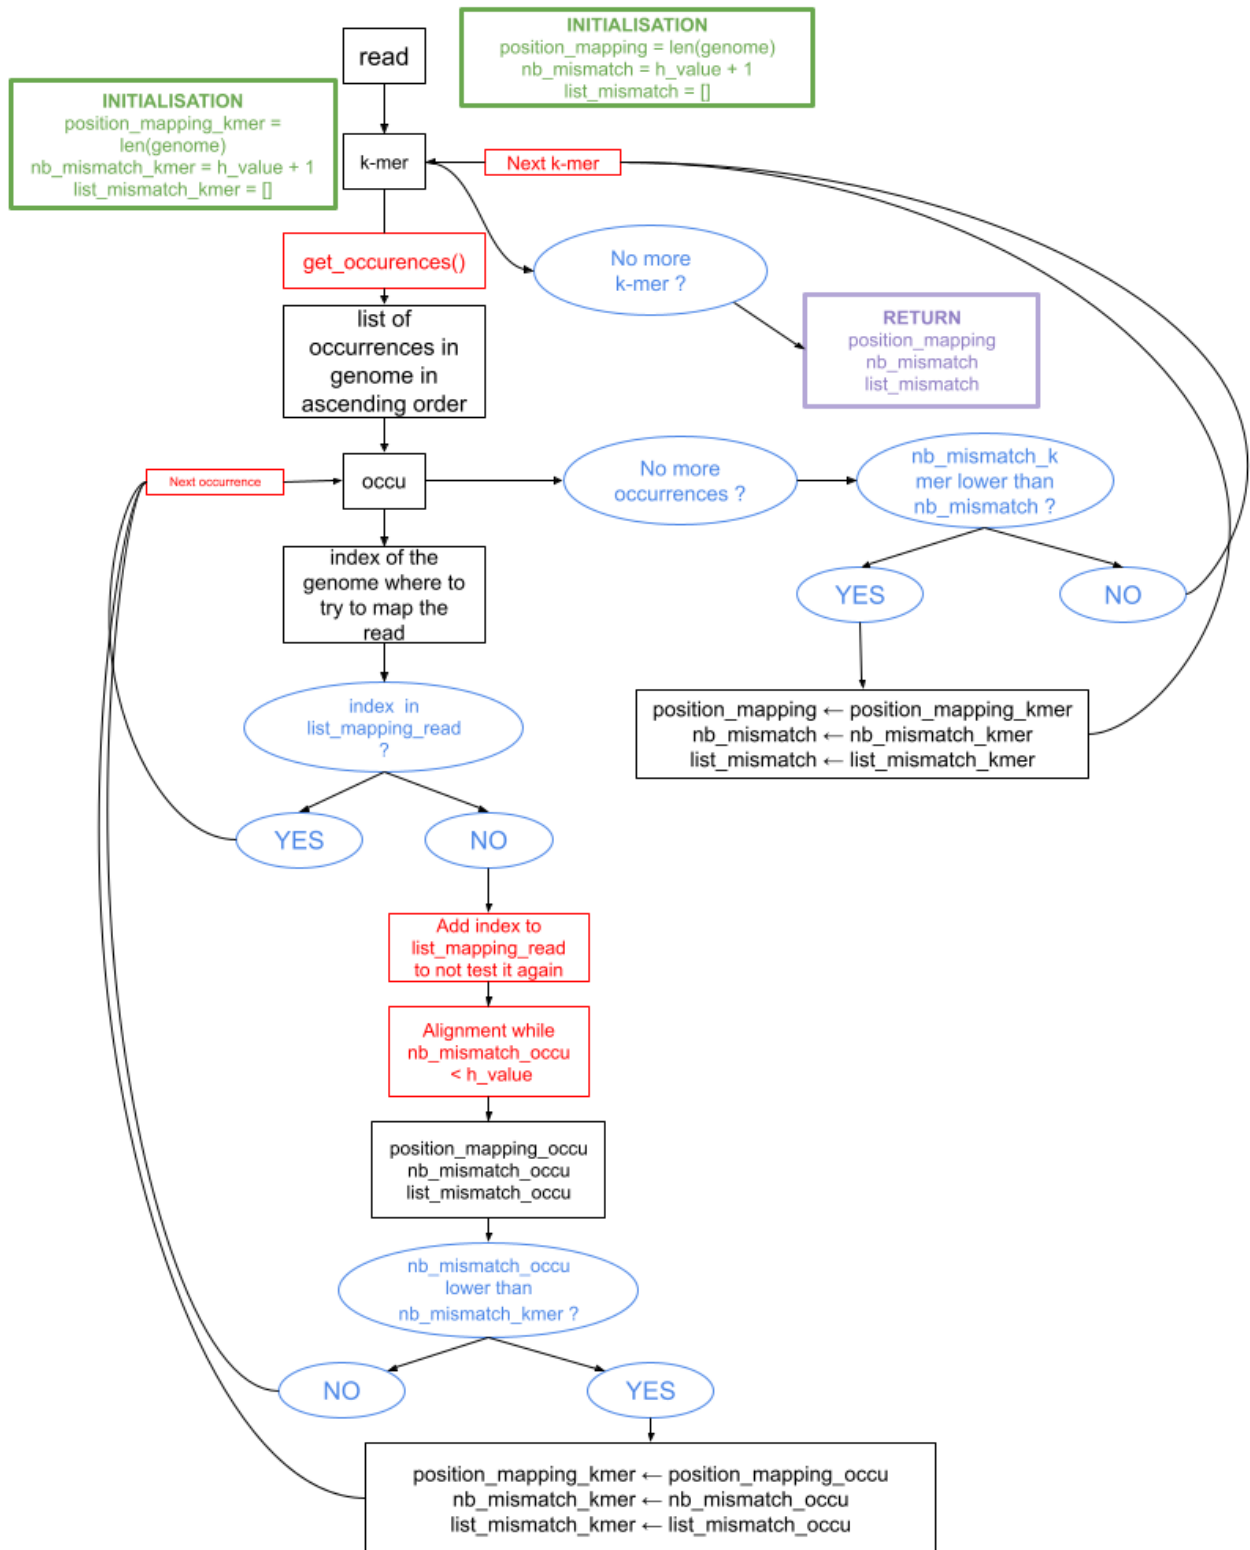 read
INITIALISATION
position_mapping = len(genome)
nb_mismatch = h_value + 1
list_mismatch = []
INITIALISATION
position_mapping_kmer =
len(genome)
nb_mismatch_kmer = h_value + 1
list_mismatch_kmer = []
k-mer
Next k-mer
get_occurences()
No more
k-mer ?
RETURN
position_mapping
nb_mismatch
list_mismatch
list of
occurrences in
genome in
ascending order
Next occurrence
occu
No more
occurrences ?
nb_mismatch_k
mer lower than
nb_mismatch ?
YES
NO
index of the
genome where to
try to map the
read
position_mapping ← position_mapping_kmer
nb_mismatch ← nb_mismatch_kmer
list_mismatch ← list_mismatch_kmer
index in
list_mapping_read
?
YES
NO
Add index to
list_mapping_read
to not test it again
Alignment while
nb_mismatch_occu
< h_value
position_mapping_occu
nb_mismatch_occu
list_mismatch_occu
nb_mismatch_occu
lower than
nb_mismatch_kmer ?
NO
YES
position_mapping_kmer ← position_mapping_occu
nb_mismatch_kmer ← nb_mismatch_occu
list_mismatch_kmer ← list_mismatch_occu